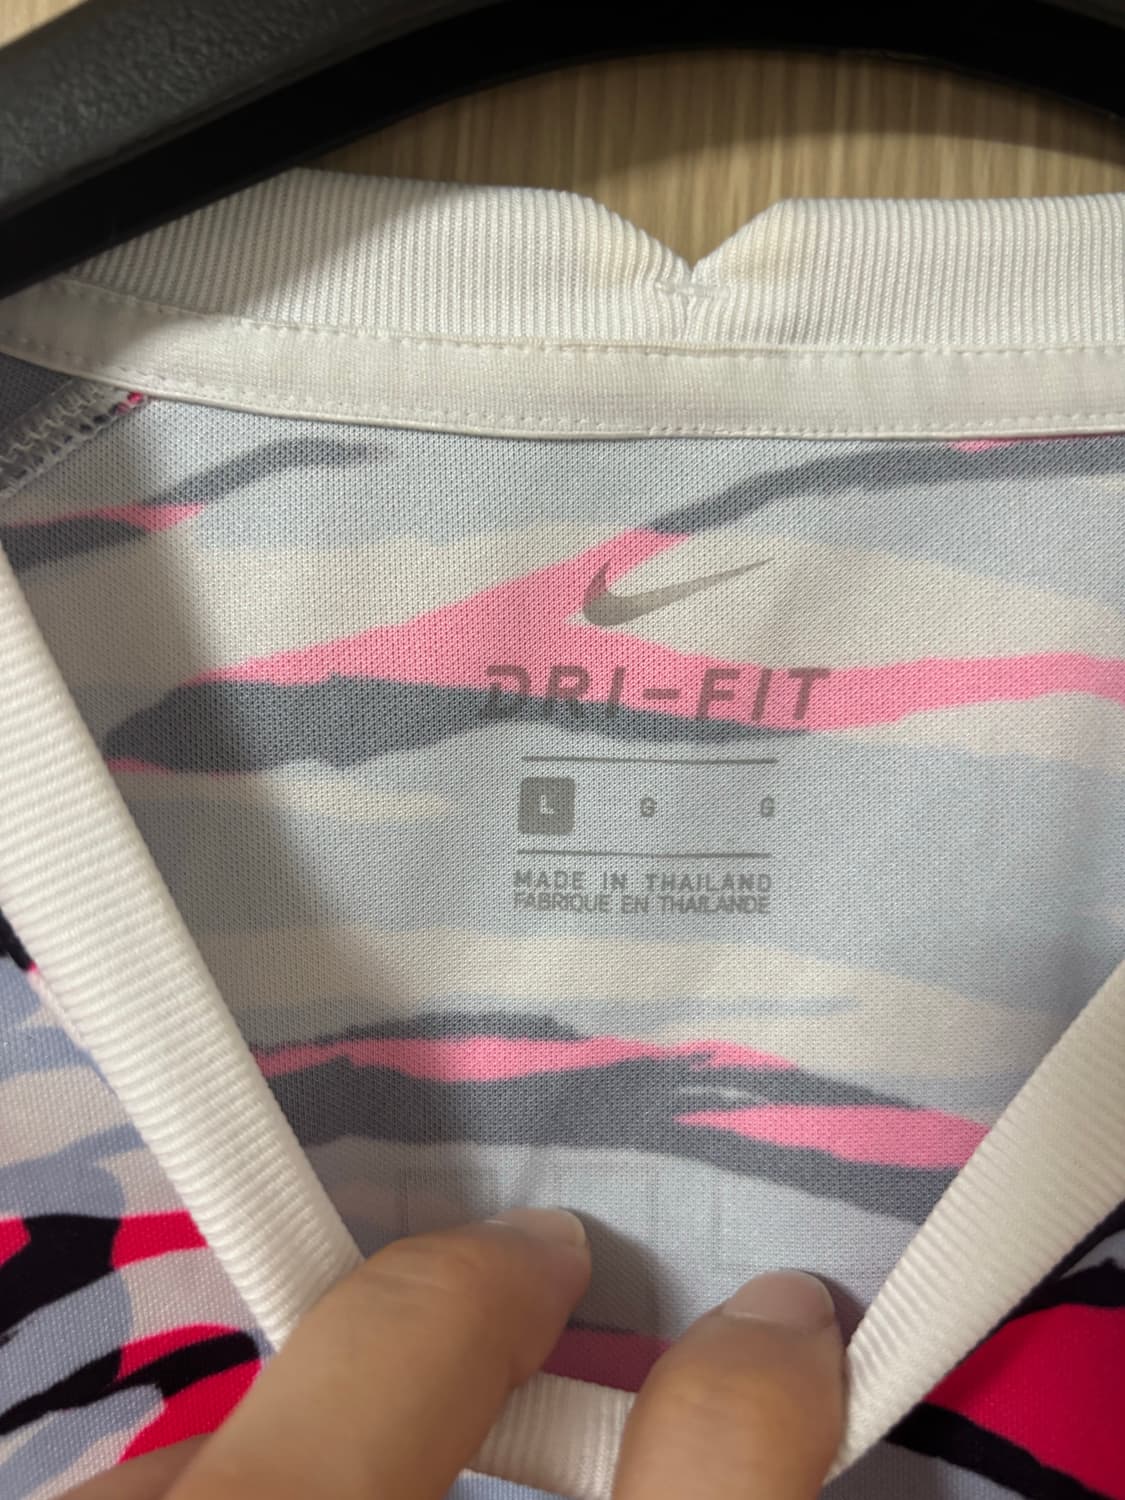 DRI-FIT
L G G
MADE IN THAILAND
FABRIQUE EN THAILANDE